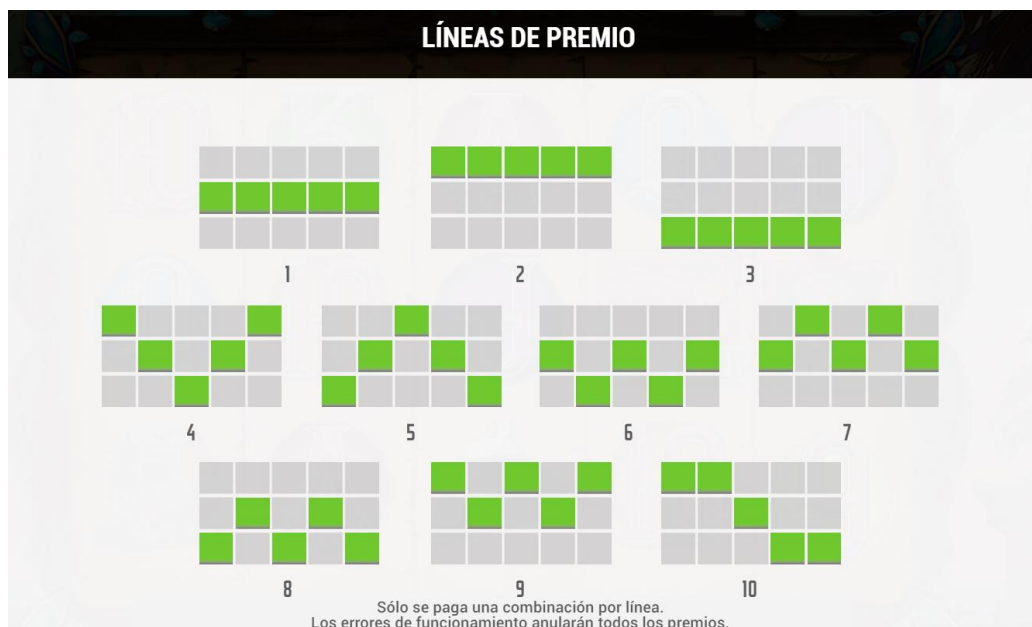 LÍNEAS DE PREMIO
1 2 3
4 5 6 7
8 9 10
Sólo se paga una combinación por línea.
Los errores de funcionamiento anularán todos los premios.